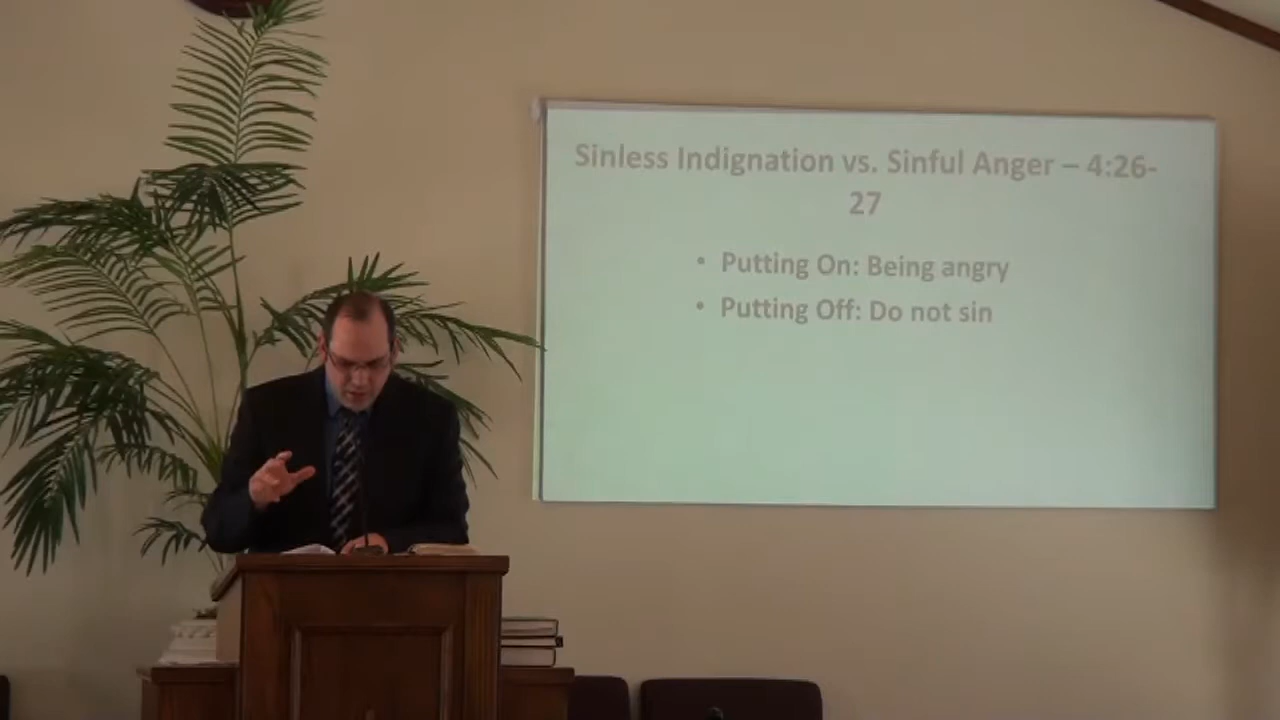 Sinless Indignation vs. Sinful Anger – 4:26-
27
• Putting On: Being angry
• Putting Off: Do not sin